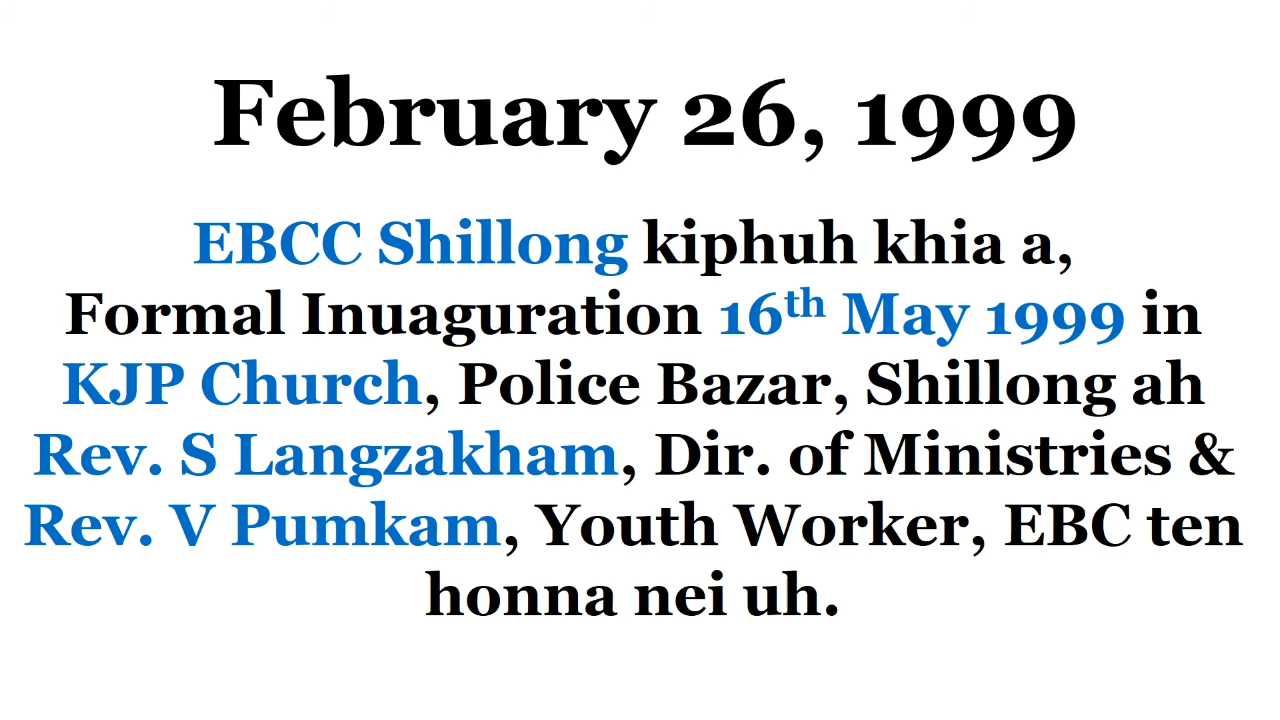 February 26, 1999
EBCC Shillong kiphuh khia a,
Formal Inuaguration 16th May 1999 in
KJP Church, Police Bazar, Shillong ah
Rev. S Langzakham, Dir. of Ministries &
Rev. V Pumkam, Youth Worker, EBC ten
honna nei uh.